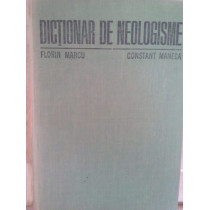 DICTIONAR DE NEOLOGISME
FLORIN MARCU CONSTANT MANECA